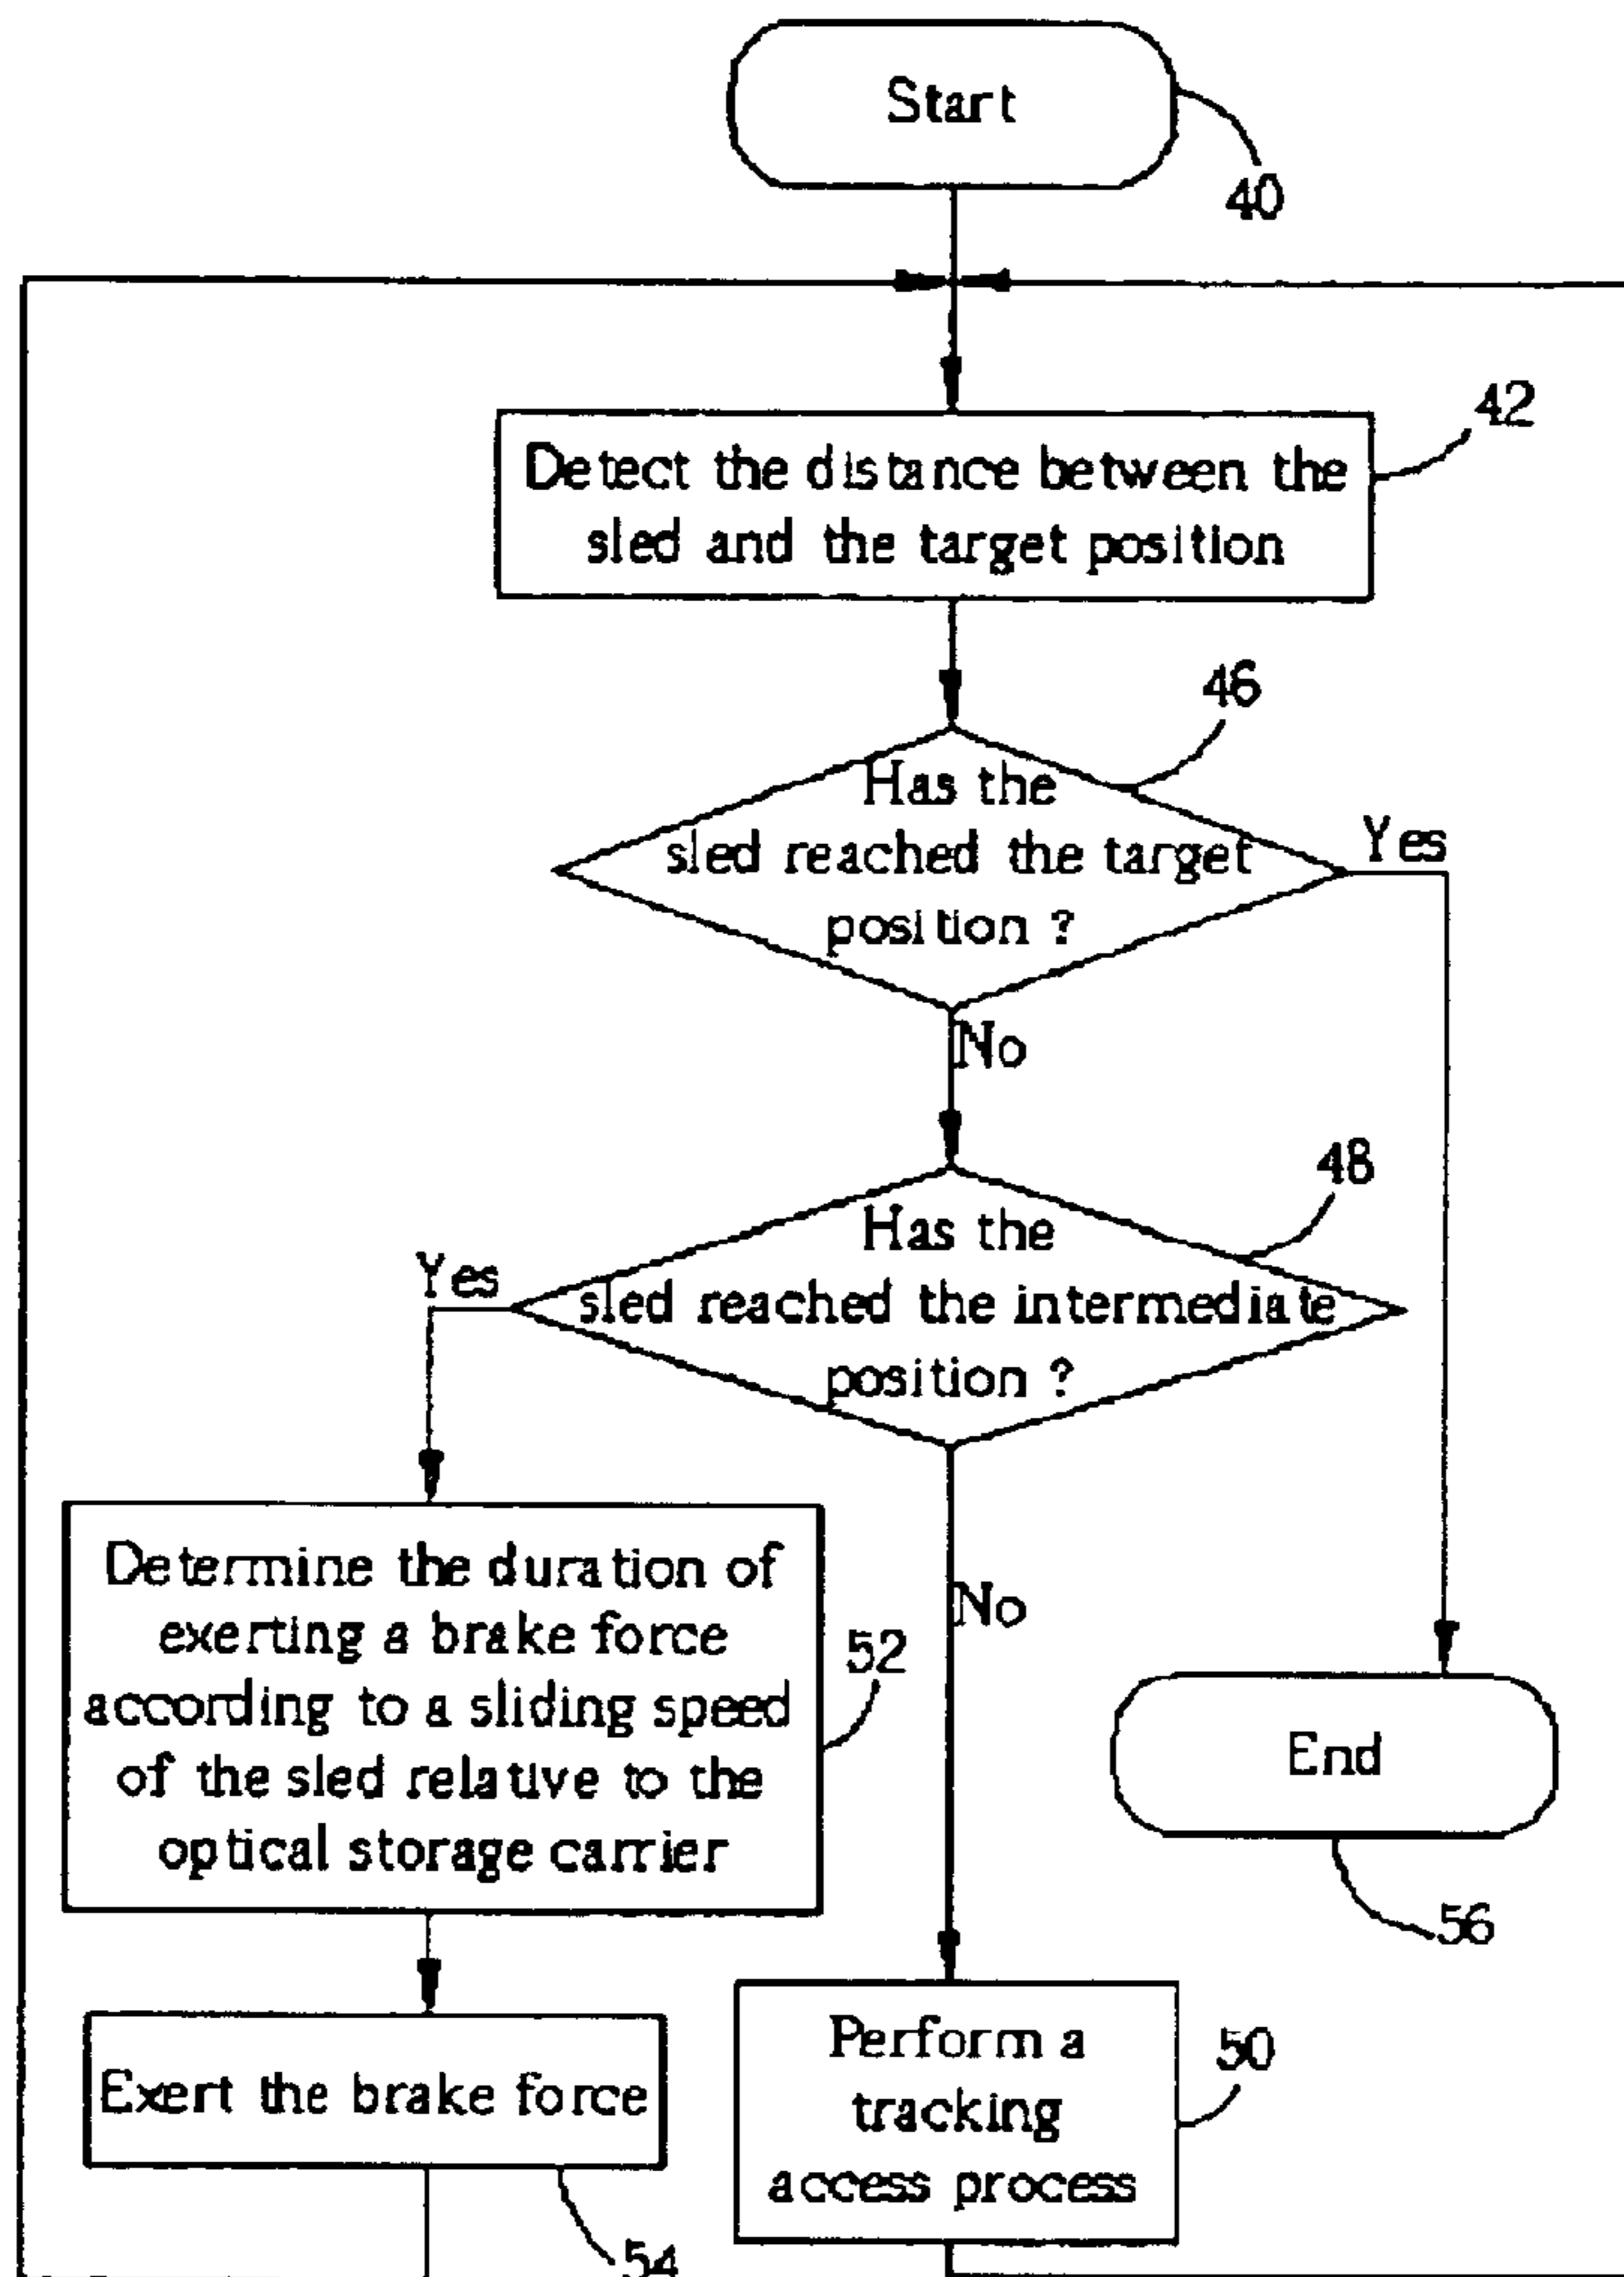 Start
40
42
Detect the distance between the
sled and the target position
46
Has the
sled reached the target
position ?
Yes
No
48
Has the
sled reached the intermediate
position ?
Yes
No
Determine the duration of
exerting a brake force
according to a sliding speed
of the sled relative to the
optical storage carrier
52
End
56
Exert the brake force
54
Perform a
tracking
access process
50